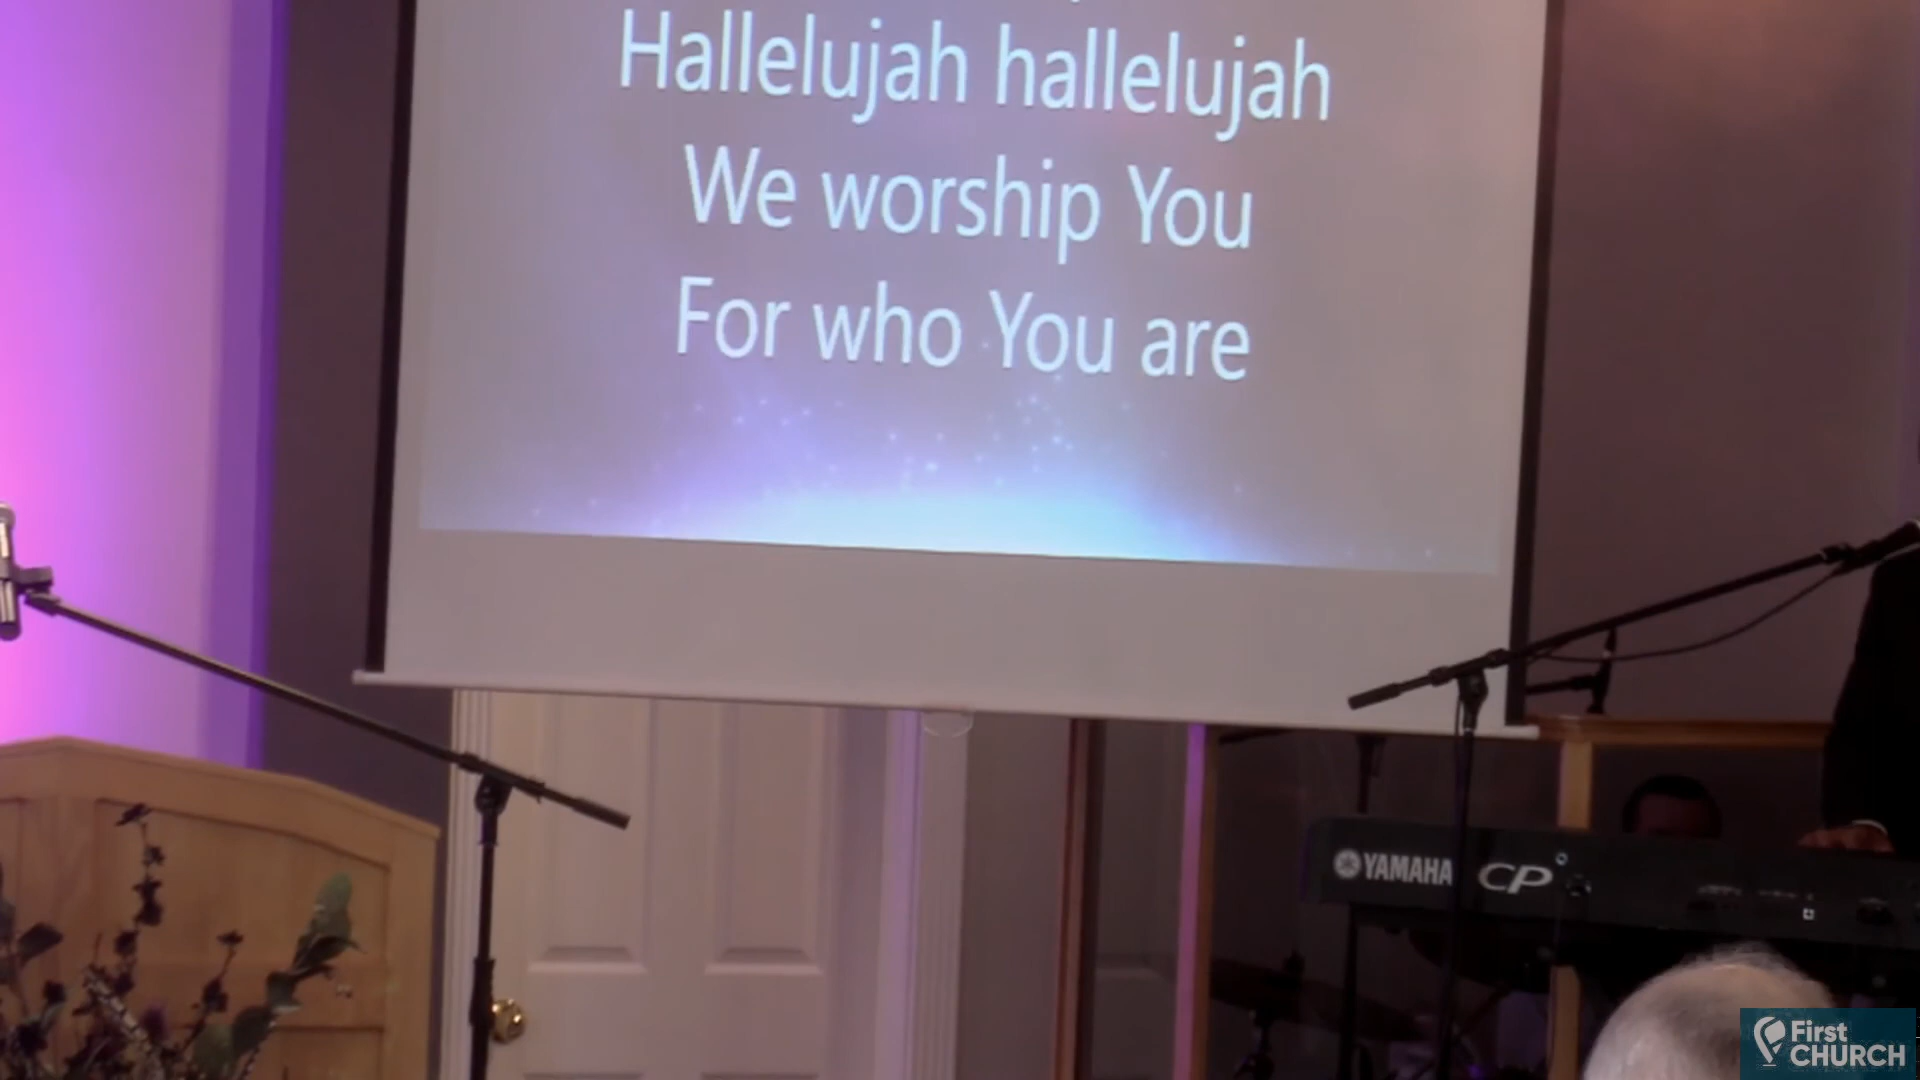 Hallelujah hallelujah
We worship You
For who You are
YAMAHA CP
First
CHURCH